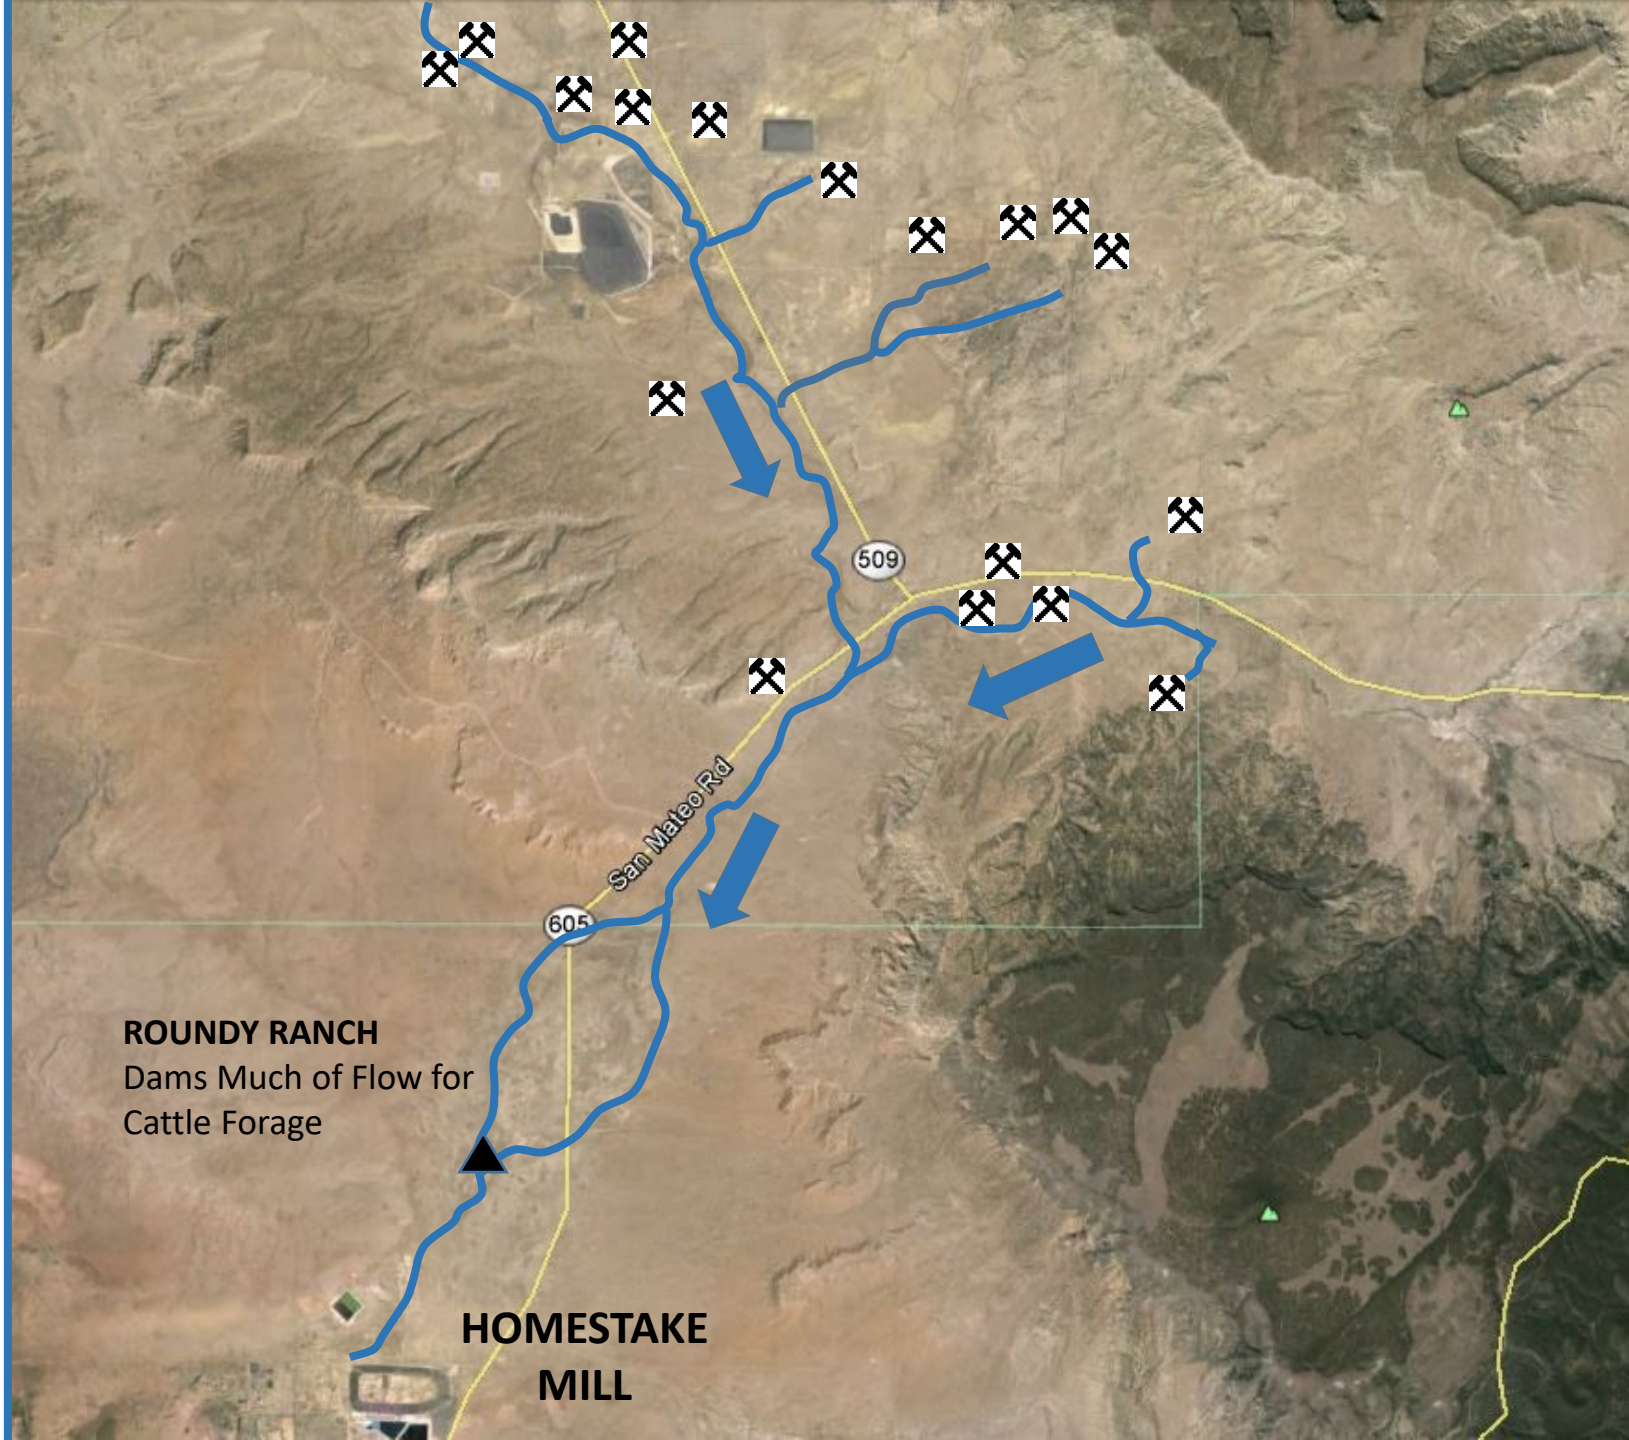 509
San Mateo Rd
605
ROUNDY RANCH
Dams Much of Flow for
Cattle Forage
HOMESTAKE
MILL